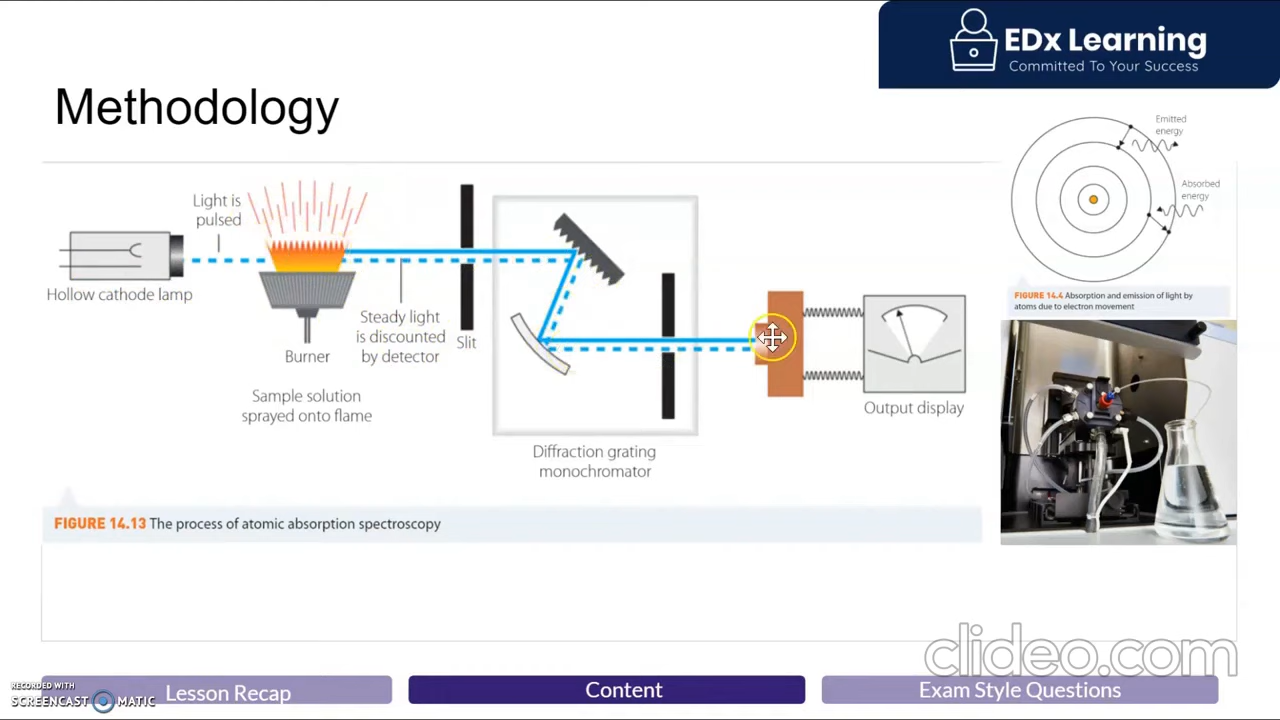 EDx Learning
Committed To Your Success
Methodology
Emitted
energy
Absorbed
energy
Light is
pulsed
Hollow cathode lamp
Burner
Sample solution
sprayed onto flame
Steady light
is discounted
by detector
Slit
Diffraction grating
monochromator
Output display
FIGURE 14.4 Absorption and emission of light by
atoms due to electron movement
FIGURE 14.13 The process of atomic absorption spectroscopy
clideo.com
RECORDED WITH
SCREENCAST MATIC
Lesson Recap
Content
Exam Style Questions